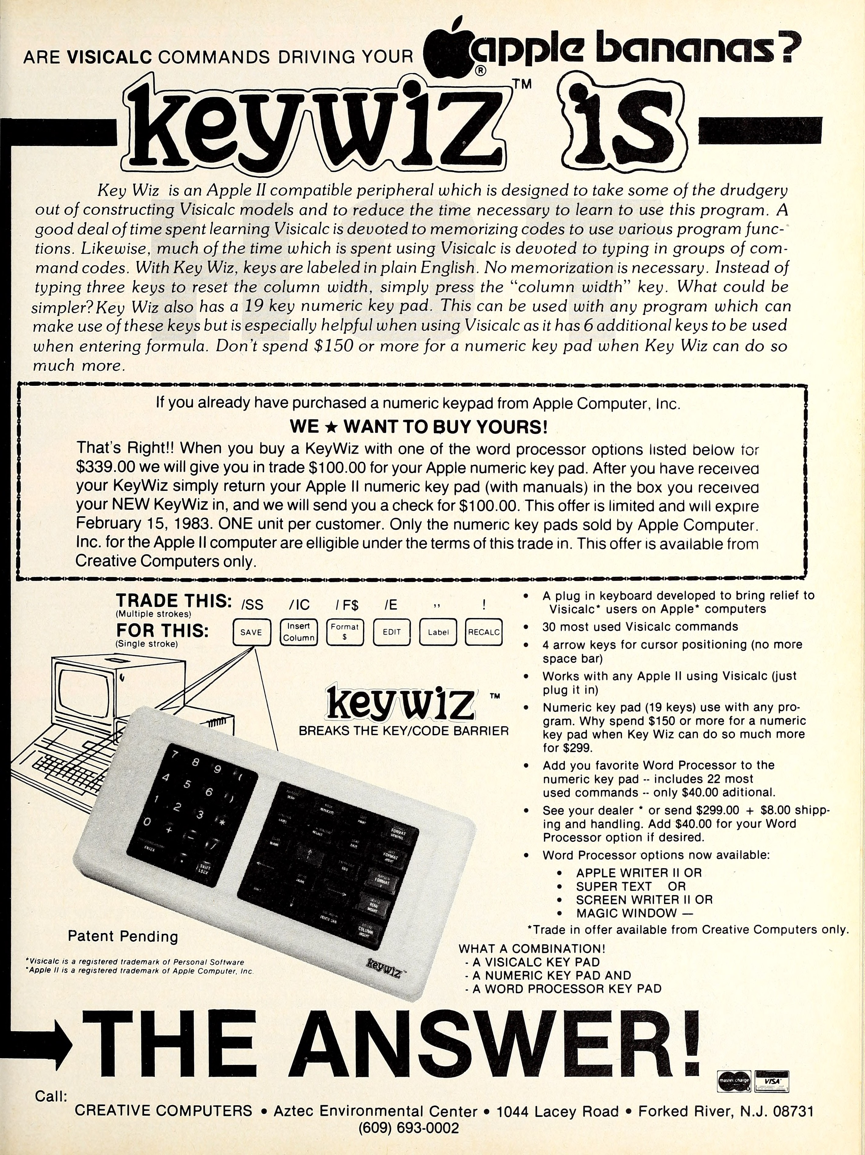 ARE VISICALC COMMANDS DRIVING YOUR apple bananas?
®
keywiz™ is
Key Wiz is an Apple II compatible peripheral which is designed to take some of the drudgery
out of constructing Visicalc models and to reduce the time necessary to learn to use this program. A
good deal of time spent learning Visicalc is devoted to memorizing codes to use various program func-
tions. Likewise, much of the time which is spent using Visicalc is devoted to typing in groups of com-
mand codes. With Key Wiz, keys are labeled in plain English. No memorization is necessary. Instead of
typing three keys to reset the column width, simply press the "column width" key. What could be
simpler? Key Wiz also has a 19 key numeric key pad. This can be used with any program which can
make use of these keys but is especially helpful when using Visicalc as it has 6 additional keys to be used
when entering formula. Don't spend $150 or more for a numeric key pad when Key Wiz can do so
much more.
If you already have purchased a numeric keypad from Apple Computer, Inc.
WE ★ WANT TO BUY YOURS!
That's Right!! When you buy a KeyWiz with one of the word processor options listed below for
$339.00 we will give you in trade $100.00 for your Apple numeric key pad. After you have received
your KeyWiz simply return your Apple II numeric key pad (with manuals) in the box you received
your NEW KeyWiz in, and we will send you a check for $100.00. This offer is limited and will expire
February 15, 1983. ONE unit per customer. Only the numeric key pads sold by Apple Computer.
Inc. for the Apple II computer are elligible under the terms of this trade in. This offer is available from
Creative Computers only.
TRADE THIS: /SS /IC / F$ /E ,, !
(Multiple strokes)
FOR THIS: SAVE Insert Column Format $ EDIT Label RECALC
(Single stroke)
keywiz ™
BREAKS THE KEY/CODE BARRIER
7 8 9 (
4 5 6 )
1 2 3 *
0 + – /
keywiz™
Patent Pending
*Visicalc is a registered trademark of Personal Software
*Apple II is a registered trademark of Apple Computer, Inc.
• A plug in keyboard developed to bring relief to
Visicalc* users on Apple* computers
• 30 most used Visicalc commands
• 4 arrow keys for cursor positioning (no more
space bar)
• Works with any Apple II using Visicalc (just
plug it in)
• Numeric key pad (19 keys) use with any pro-
gram. Why spend $150 or more for a numeric
key pad when Key Wiz can do so much more
for $299.
• Add you favorite Word Processor to the
numeric key pad -- includes 22 most
used commands -- only $40.00 aditional.
• See your dealer * or send $299.00 + $8.00 shipp-
ing and handling. Add $40.00 for your Word
Processor option if desired.
• Word Processor options now available:
• APPLE WRITER II OR
• SUPER TEXT OR
• SCREEN WRITER II OR
• MAGIC WINDOW —
*Trade in offer available from Creative Computers only.
WHAT A COMBINATION!
- A VISICALC KEY PAD
- A NUMERIC KEY PAD AND
- A WORD PROCESSOR KEY PAD
THE ANSWER!
master charge VISA
Call:
CREATIVE COMPUTERS • Aztec Environmental Center • 1044 Lacey Road • Forked River, N.J. 08731
(609) 693-0002